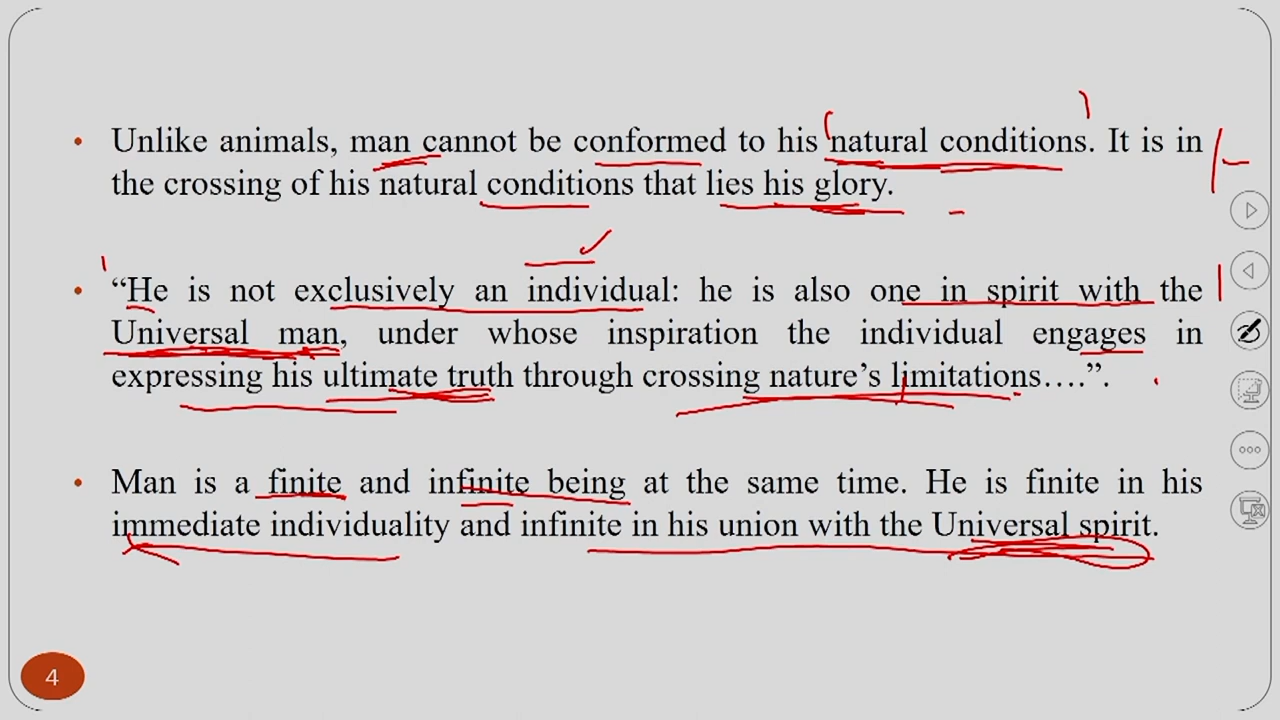 • Unlike animals, man cannot be conformed to his natural conditions. It is in
the crossing of his natural conditions that lies his glory.
• “He is not exclusively an individual: he is also one in spirit with the
Universal man, under whose inspiration the individual engages in
expressing his ultimate truth through crossing nature’s limitations….”.
• Man is a finite and infinite being at the same time. He is finite in his
immediate individuality and infinite in his union with the Universal spirit.
4